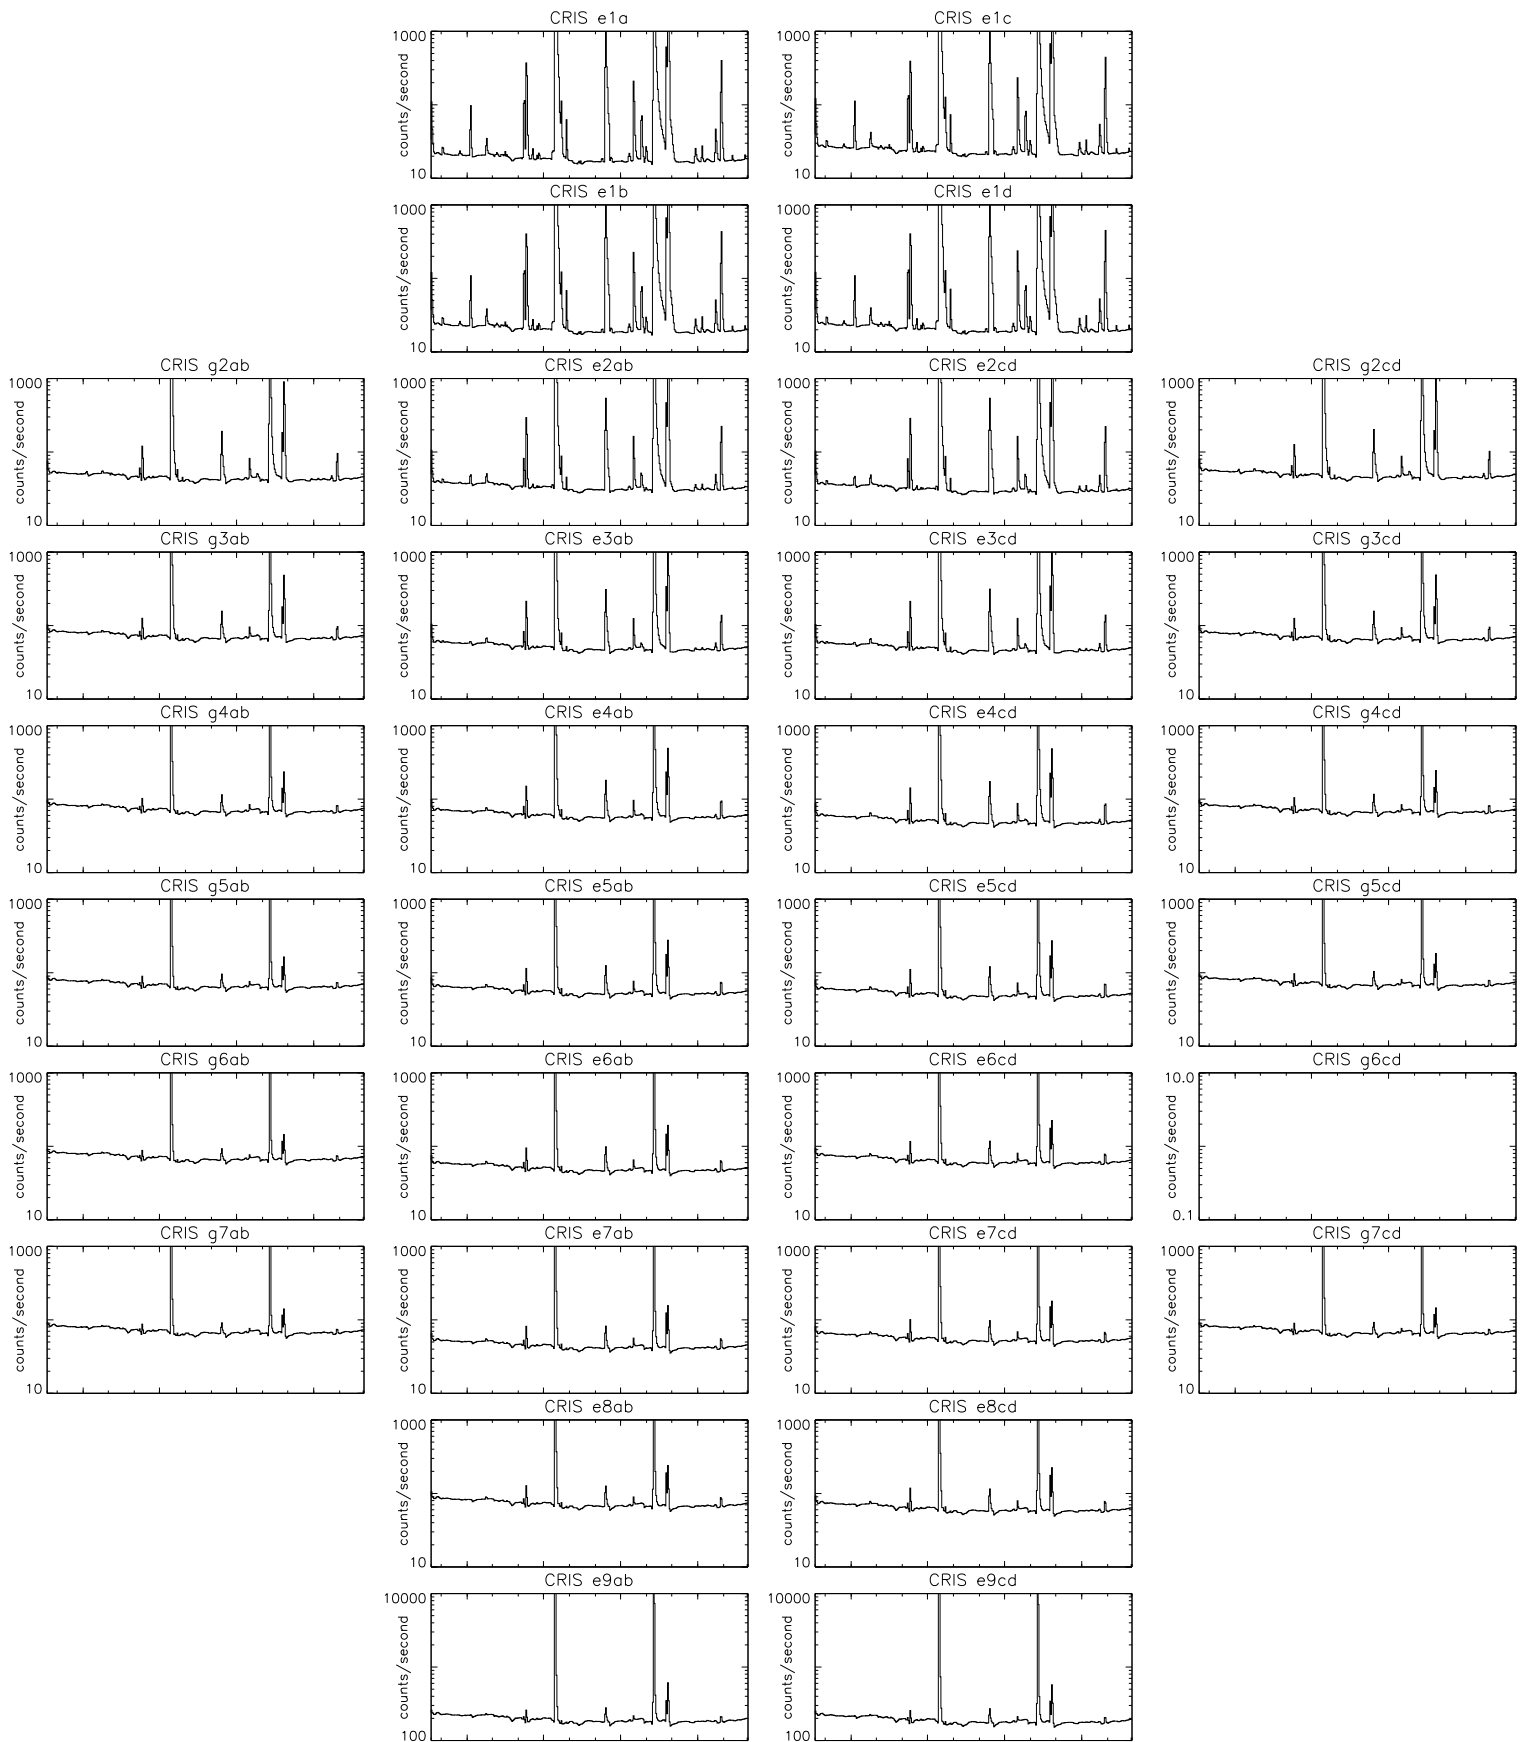 CRIS e1a CRIS e1c
1000 1000
counts/second counts/second
10 10
CRIS e1b CRIS e1d
1000 1000
counts/second counts/second
10 10
CRIS g2ab CRIS e2ab CRIS e2cd CRIS g2cd
1000 1000 1000 1000
counts/second counts/second counts/second counts/second
10 10 10 10
CRIS g3ab CRIS e3ab CRIS e3cd CRIS g3cd
1000 1000 1000 1000
counts/second counts/second counts/second counts/second
10 10 10 10
CRIS g4ab CRIS e4ab CRIS e4cd CRIS g4cd
1000 1000 1000 1000
counts/second counts/second counts/second counts/second
10 10 10 10
CRIS g5ab CRIS e5ab CRIS e5cd CRIS g5cd
1000 1000 1000 1000
counts/second counts/second counts/second counts/second
10 10 10 10
CRIS g6ab CRIS e6ab CRIS e6cd CRIS g6cd
1000 1000 1000 10.0
counts/second counts/second counts/second counts/second
10 10 10 0.1
CRIS g7ab CRIS e7ab CRIS e7cd CRIS g7cd
1000 1000 1000 1000
counts/second counts/second counts/second counts/second
10 10 10 10
CRIS e8ab CRIS e8cd
1000 1000
counts/second counts/second
10 10
CRIS e9ab CRIS e9cd
10000 10000
counts/second counts/second
100 100